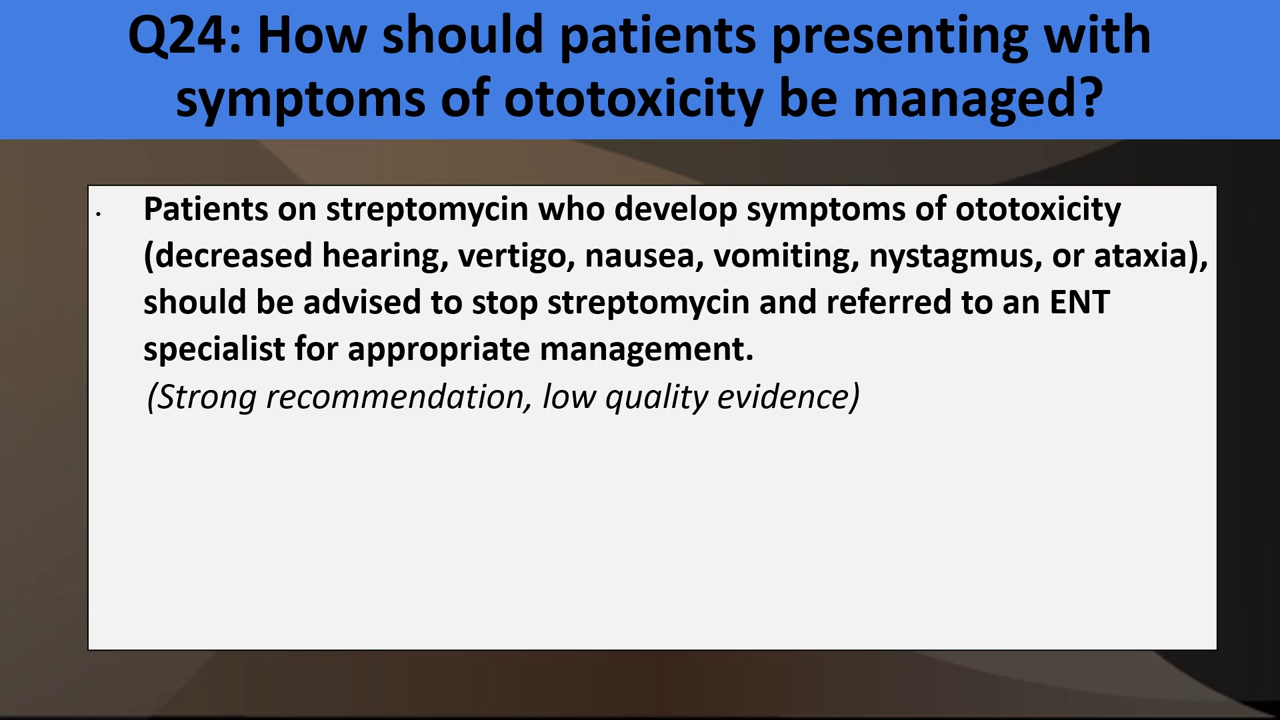 Q24: How should patients presenting with
symptoms of ototoxicity be managed?
• Patients on streptomycin who develop symptoms of ototoxicity
(decreased hearing, vertigo, nausea, vomiting, nystagmus, or ataxia),
should be advised to stop streptomycin and referred to an ENT
specialist for appropriate management.
(Strong recommendation, low quality evidence)